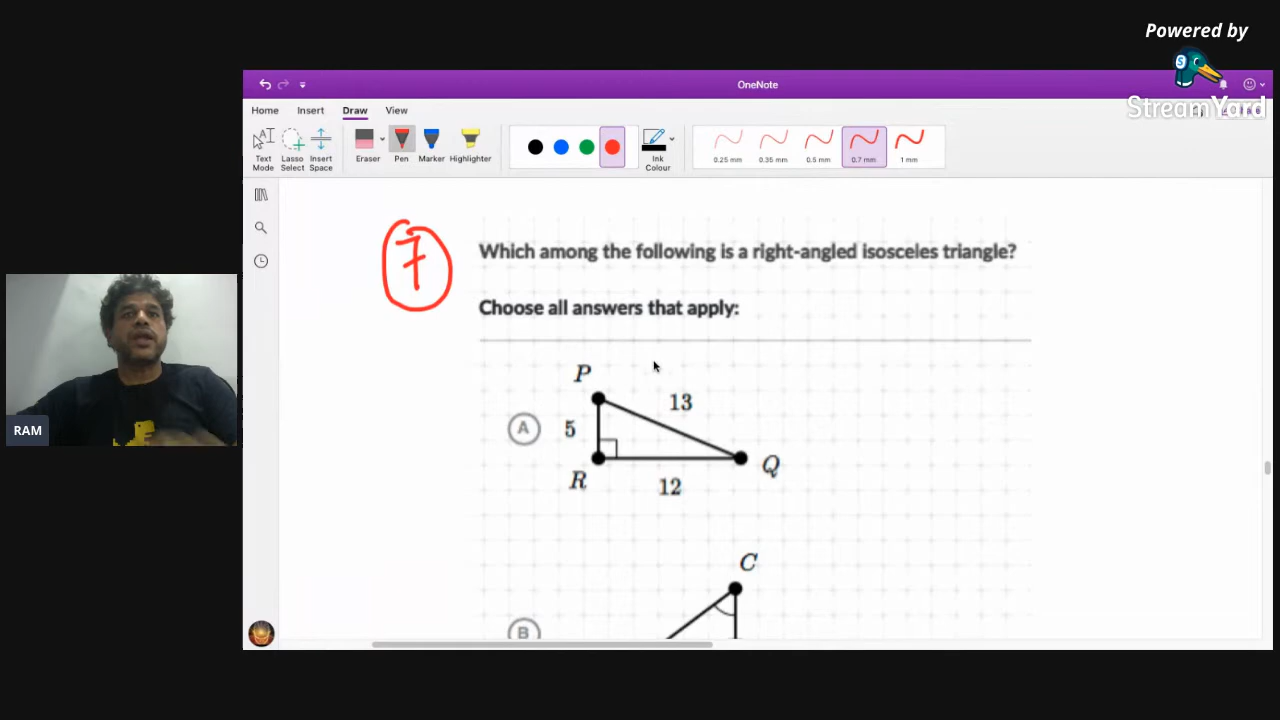 Powered by
StreamYard
OneNote
Home Insert Draw View
Text Mode
Lasso Select
Insert Space
Eraser
Pen
Marker
Highlighter
Ink Colour
0.25 mm
0.35 mm
0.5 mm
0.7 mm
1 mm
7
Which among the following is a right-angled isosceles triangle?
Choose all answers that apply:
P
13
A
5
R
Q
12
C
B
RAM